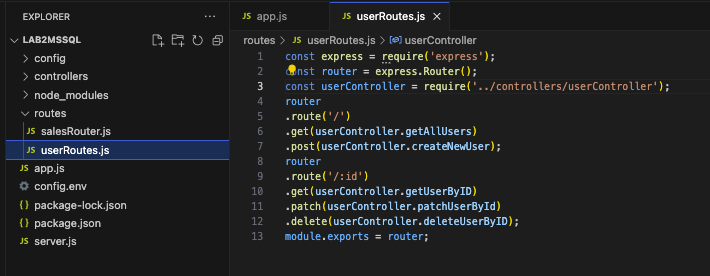 EXPLORER
LAB2MSSQL
config
controllers
node_modules
routes
JS salesRouter.js
JS userRoutes.js
JS app.js
config.env
{} package-lock.json
{} package.json
JS server.js
JS app.js
JS userRoutes.js
routes > JS userRoutes.js > userController
1 const express = require('express');
2 const router = express.Router();
3 const userController = require('../controllers/userController');
4 router
5 .route('/')
6 .get(userController.getAllUsers)
7 .post(userController.createNewUser);
8 router
9 .route('/:id')
10 .get(userController.getUserByID)
11 .patch(userController.patchUserById)
12 .delete(userController.deleteUserByID);
13 module.exports = router;